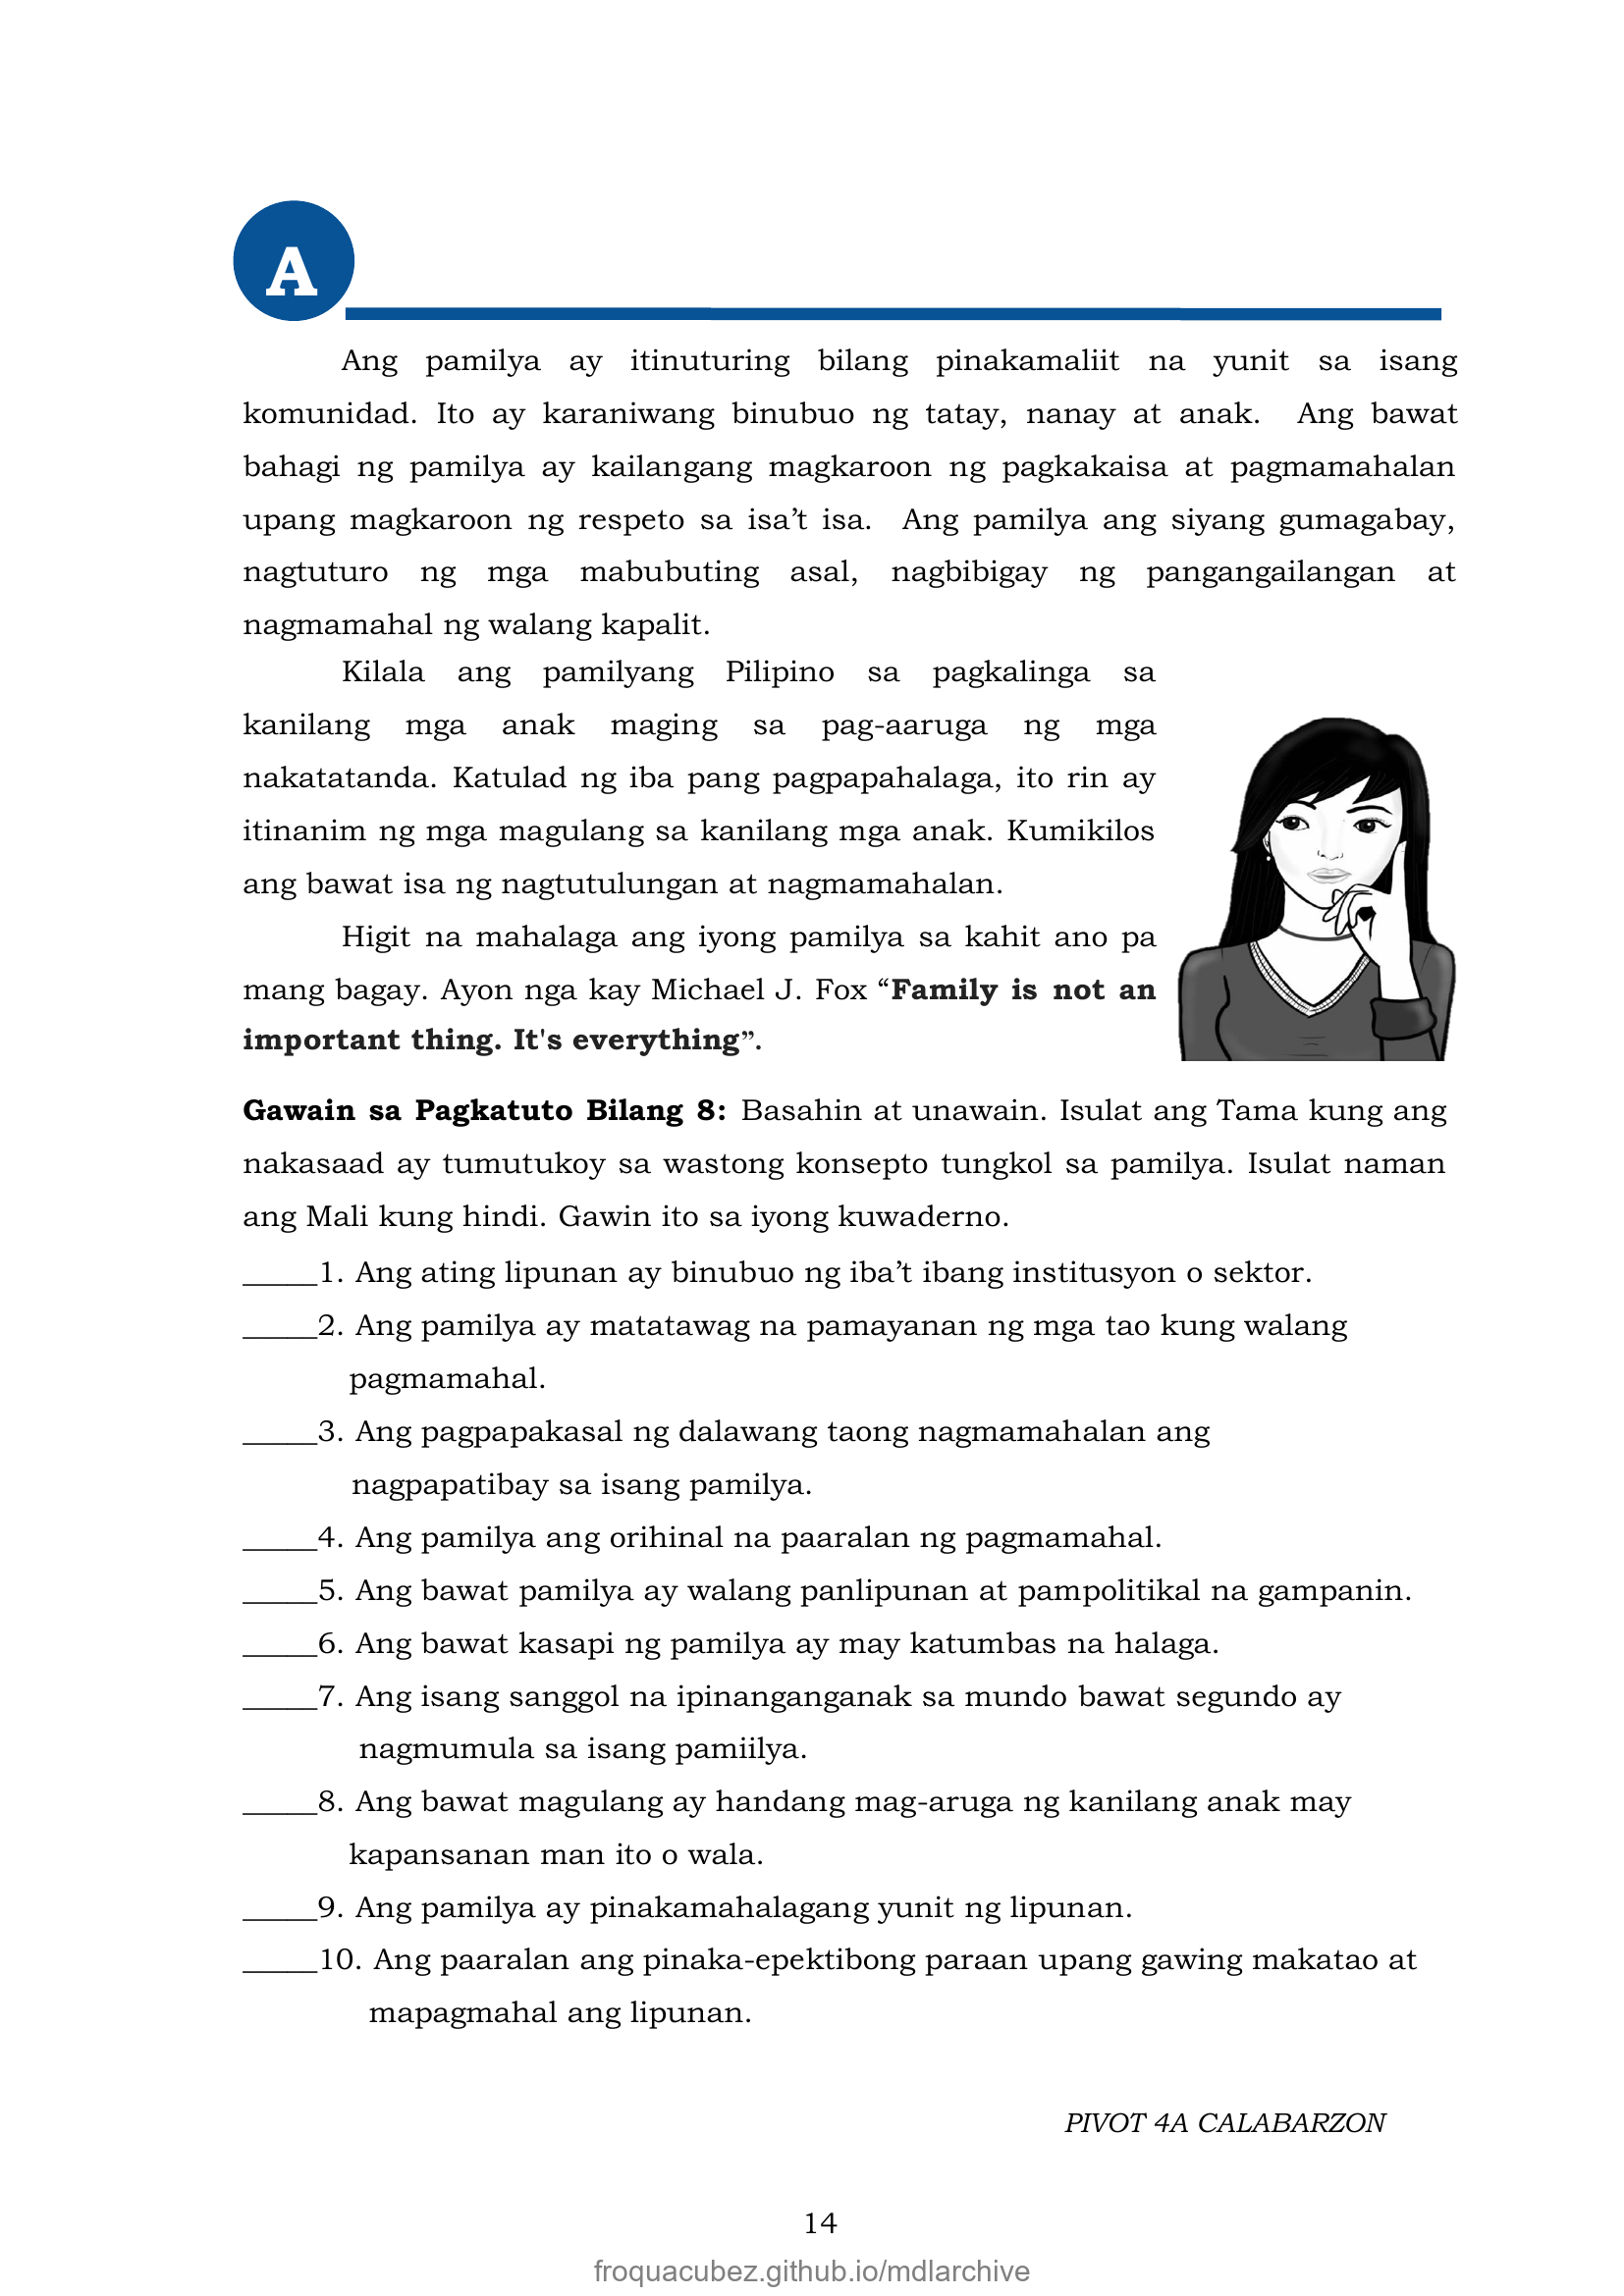 A
Ang pamilya ay itinuturing bilang pinakamaliit na yunit sa isang
komunidad. Ito ay karaniwang binubuo ng tatay, nanay at anak. Ang bawat
bahagi ng pamilya ay kailangang magkaroon ng pagkakaisa at pagmamahalan
upang magkaroon ng respeto sa isa’t isa. Ang pamilya ang siyang gumagabay,
nagtuturo ng mga mabubuting asal, nagbibigay ng pangangailangan at
nagmamahal ng walang kapalit.
Kilala ang pamilyang Pilipino sa pagkalinga sa
kanilang mga anak maging sa pag-aaruga ng mga
nakatatanda. Katulad ng iba pang pagpapahalaga, ito rin ay
itinanim ng mga magulang sa kanilang mga anak. Kumikilos
ang bawat isa ng nagtutulungan at nagmamahalan.
Higit na mahalaga ang iyong pamilya sa kahit ano pa
mang bagay. Ayon nga kay Michael J. Fox “Family is not an
important thing. It's everything”.
Gawain sa Pagkatuto Bilang 8: Basahin at unawain. Isulat ang Tama kung ang
nakasaad ay tumutukoy sa wastong konsepto tungkol sa pamilya. Isulat naman
ang Mali kung hindi. Gawin ito sa iyong kuwaderno.
_____1. Ang ating lipunan ay binubuo ng iba’t ibang institusyon o sektor.
_____2. Ang pamilya ay matatawag na pamayanan ng mga tao kung walang
pagmamahal.
_____3. Ang pagpapakasal ng dalawang taong nagmamahalan ang
nagpapatibay sa isang pamilya.
_____4. Ang pamilya ang orihinal na paaralan ng pagmamahal.
_____5. Ang bawat pamilya ay walang panlipunan at pampolitikal na gampanin.
_____6. Ang bawat kasapi ng pamilya ay may katumbas na halaga.
_____7. Ang isang sanggol na ipinanganganak sa mundo bawat segundo ay
nagmumula sa isang pamiilya.
_____8. Ang bawat magulang ay handang mag-aruga ng kanilang anak may
kapansanan man ito o wala.
_____9. Ang pamilya ay pinakamahalagang yunit ng lipunan.
_____10. Ang paaralan ang pinaka-epektibong paraan upang gawing makatao at
mapagmahal ang lipunan.
PIVOT 4A CALABARZON
14
froquacubez.github.io/mdlarchive